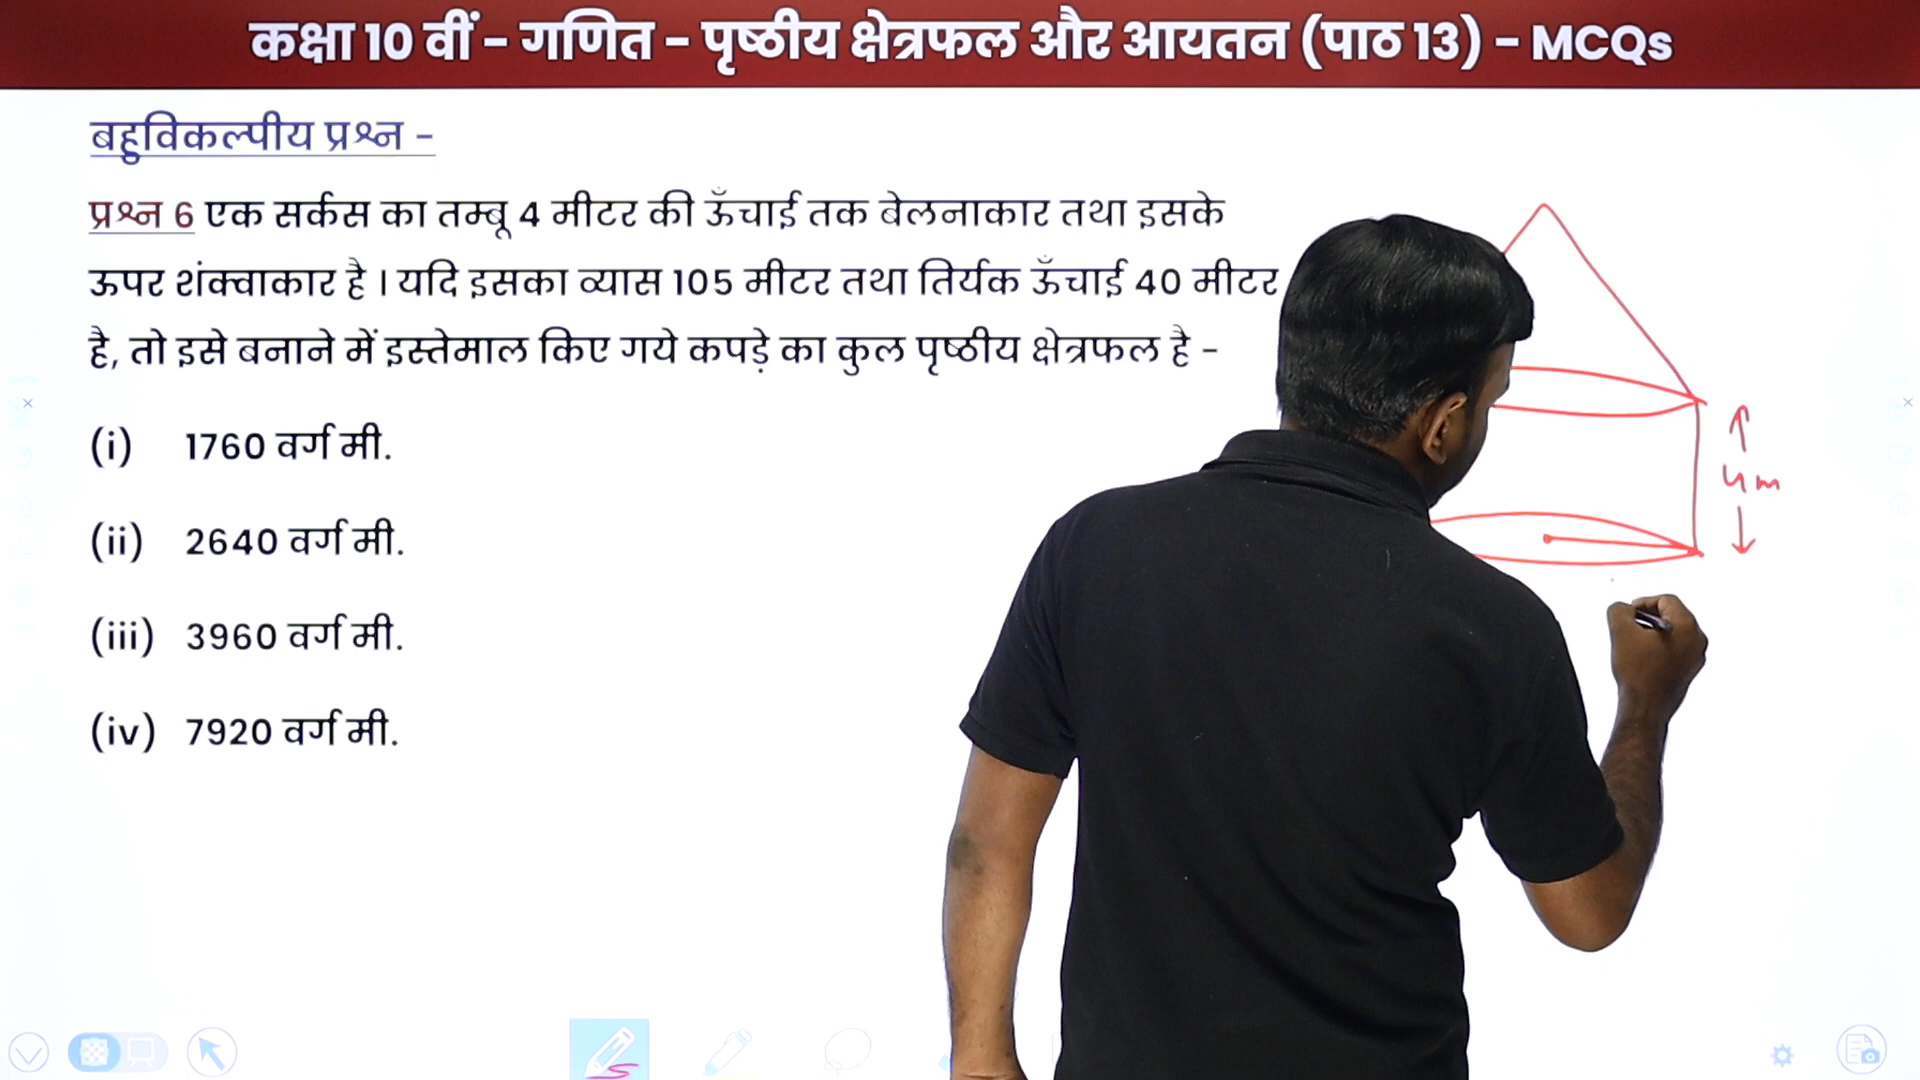 कक्षा 10 वीं - गणित - पृष्ठीय क्षेत्रफल और आयतन (पाठ 13) - MCQs
बहुविकल्पीय प्रश्न -
प्रश्न 6 एक सर्कस का तम्बू 4 मीटर की ऊँचाई तक बेलनाकार तथा इसके
ऊपर शंक्वाकार है । यदि इसका व्यास 105 मीटर तथा तिर्यक ऊँचाई 40 मीटर
है, तो इसे बनाने में इस्तेमाल किए गये कपड़े का कुल पृष्ठीय क्षेत्रफल है -
(i) 1760 वर्ग मी.
(ii) 2640 वर्ग मी.
(iii) 3960 वर्ग मी.
(iv) 7920 वर्ग मी.
4m